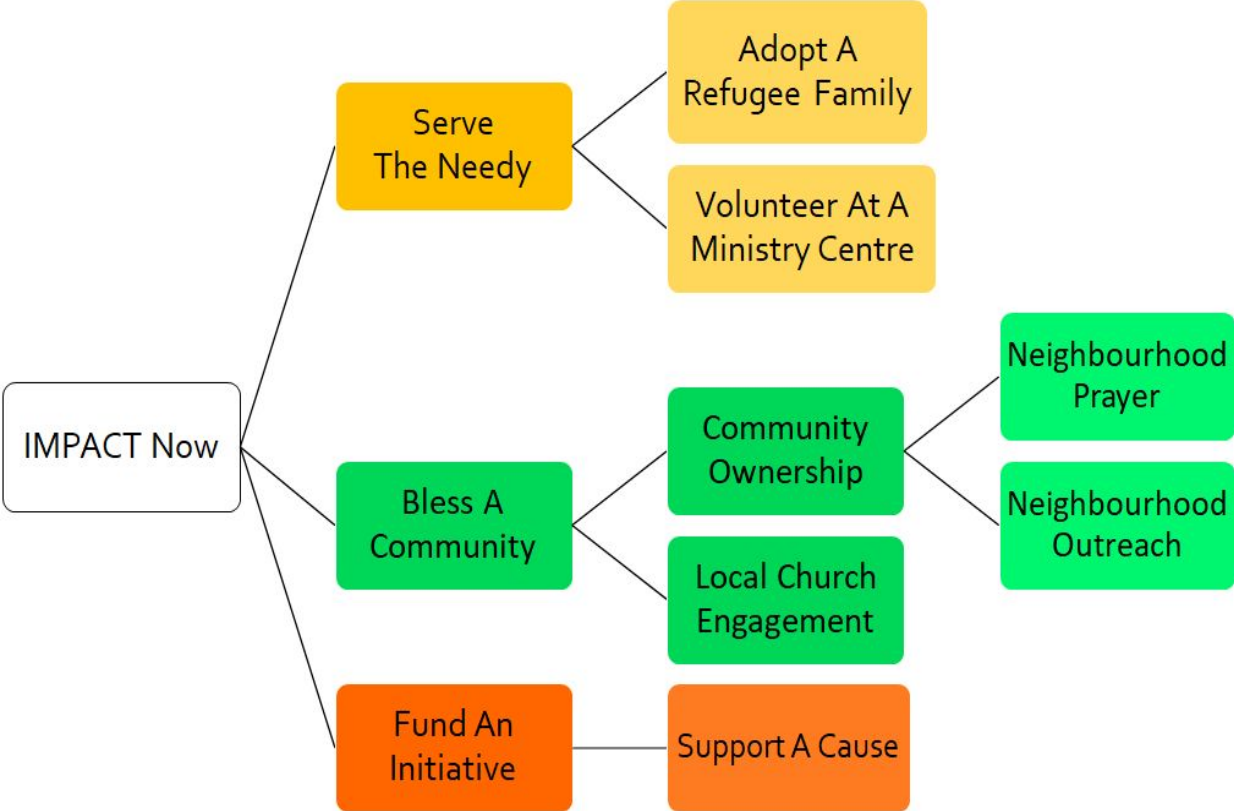 IMPACT Now
Serve
The Needy
Adopt A
Refugee Family
Volunteer At A
Ministry Centre
Bless A
Community
Community
Ownership
Neighbourhood
Prayer
Neighbourhood
Outreach
Local Church
Engagement
Fund An
Initiative
Support A Cause